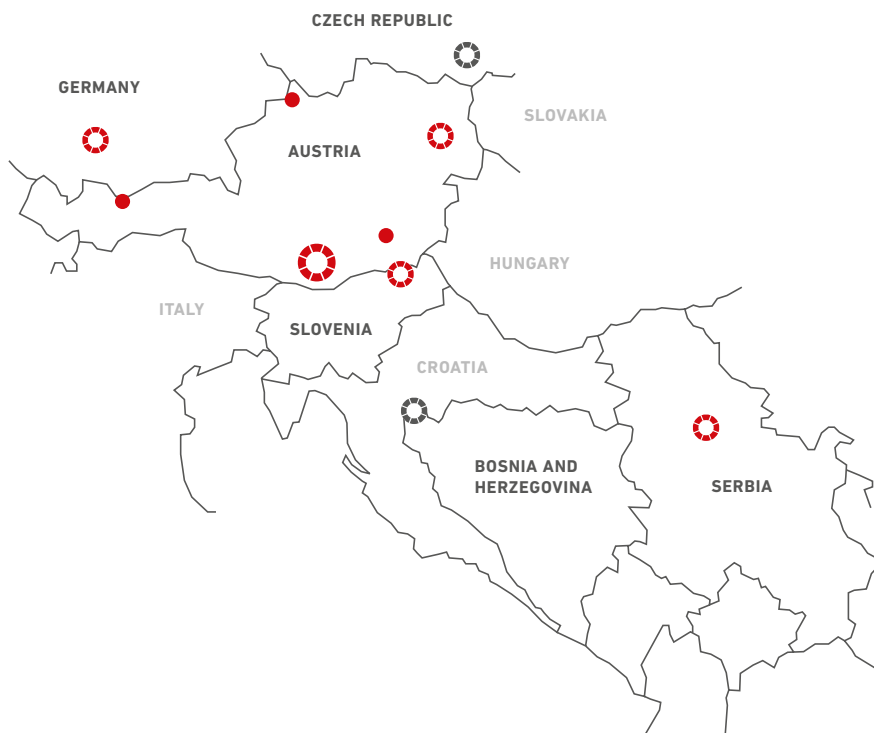 CZECH REPUBLIC
GERMANY
SLOVAKIA
AUSTRIA
HUNGARY
ITALY
SLOVENIA
CROATIA
BOSNIA AND
HERZEGOVINA
SERBIA